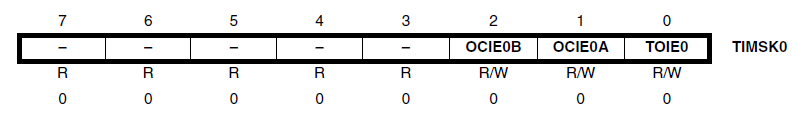 7 6 5 4 3 2 1 0
– – – – – OCIE0B OCIE0A TOIE0 TIMSK0
R R R R R R/W R/W R/W
0 0 0 0 0 0 0 0